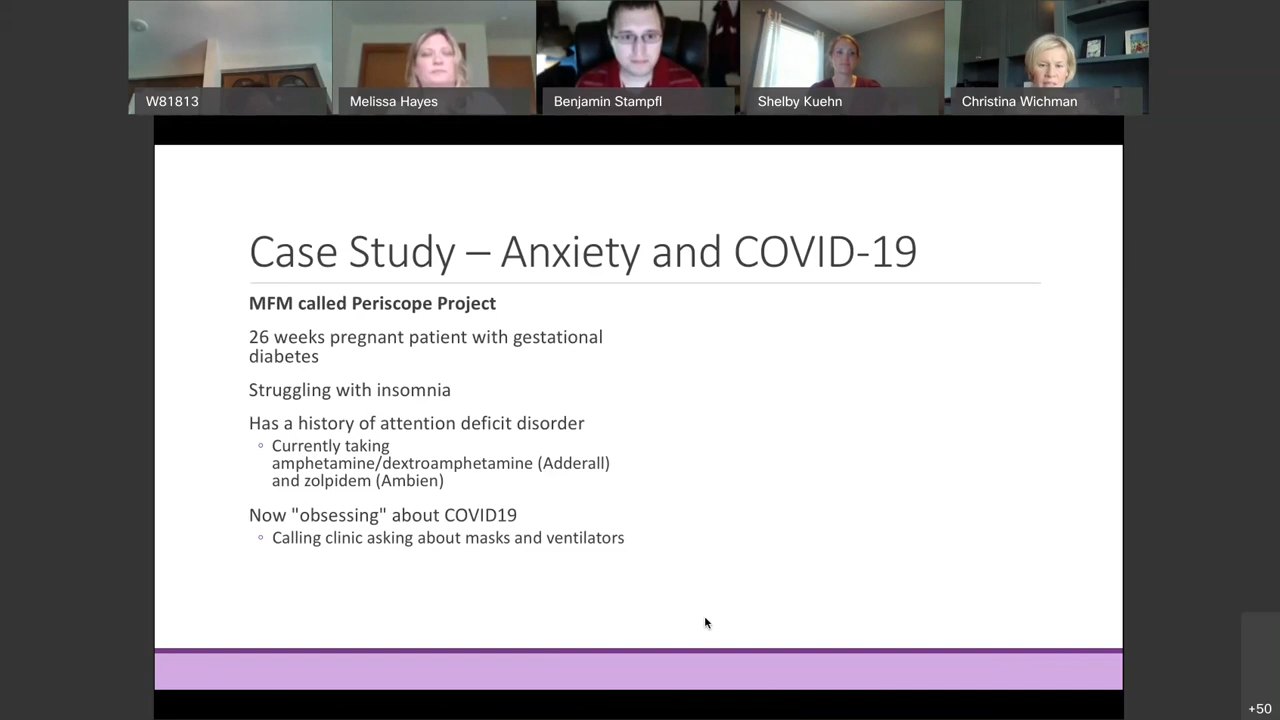 W81813
Melissa Hayes
Benjamin Stampfl
Shelby Kuehn
Christina Wichman
Case Study – Anxiety and COVID-19
MFM called Periscope Project
26 weeks pregnant patient with gestational
diabetes
Struggling with insomnia
Has a history of attention deficit disorder
◦ Currently taking
amphetamine/dextroamphetamine (Adderall)
and zolpidem (Ambien)
Now "obsessing" about COVID19
◦ Calling clinic asking about masks and ventilators
+50